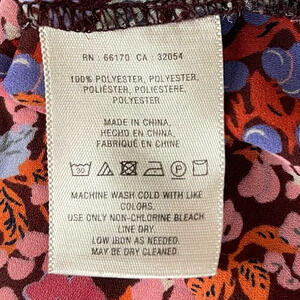 RN : 66170 CA : 32054
100% POLYESTER, POLYESTER,
POLIÉSTER, POLIESTERE,
POLYESTER
MADE IN CHINA,
HECHO EN CHINA,
FABRIQUÉ EN CHINE
30
MACHINE WASH COLD WITH LIKE
COLORS.
USE ONLY NON-CHLORINE BLEACH
LINE DRY.
LOW IRON AS NEEDED.
MAY BE DRY CLEANED.